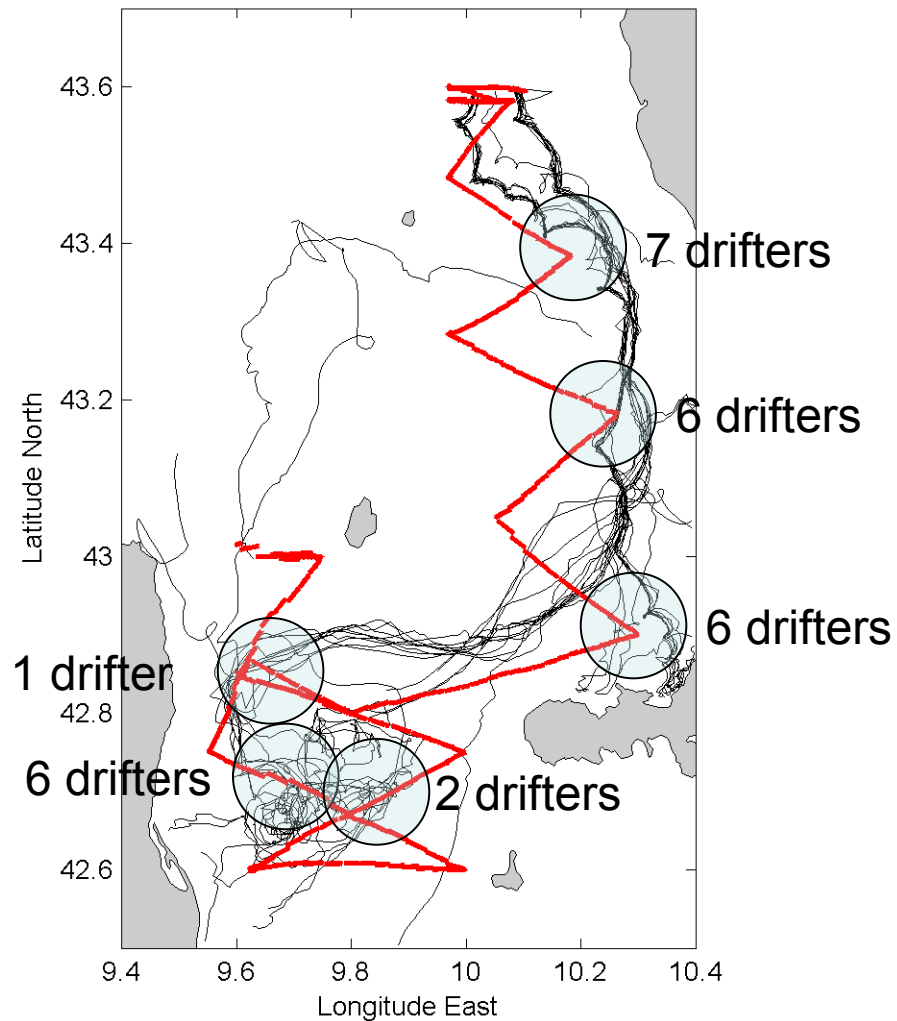 43.6
43.4
43.2
43
42.8
42.6
Latitude North
7 drifters
6 drifters
6 drifters
1 drifter
6 drifters
2 drifters
9.4 9.6 9.8 10 10.2 10.4
Longitude East